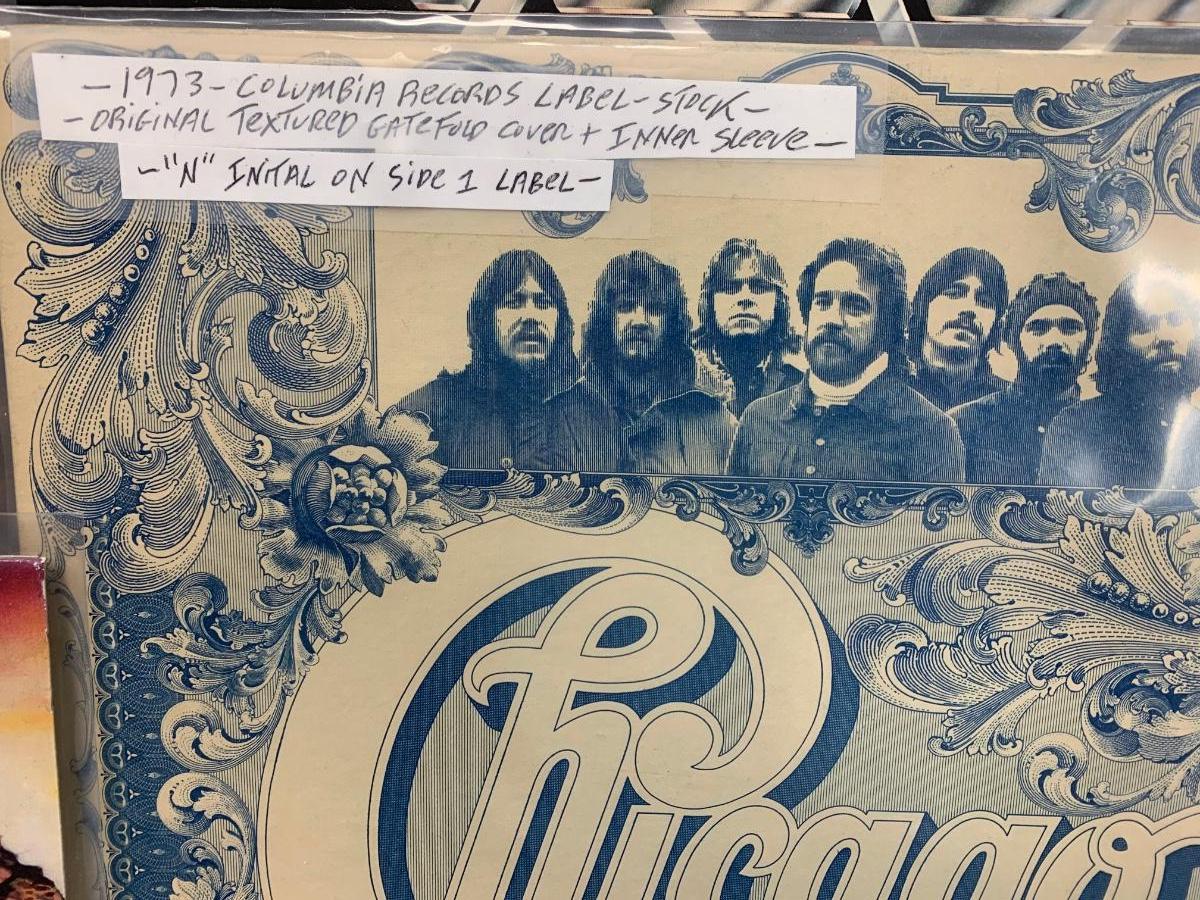 - 1973 - COLUMBIA RECORDS LABEL - STOCK -
- ORIGINAL TEXTURED GATEFOLD COVER + INNER SLEEVE -
- "N" INITAL ON SIDE 1 LABEL -
Chicago